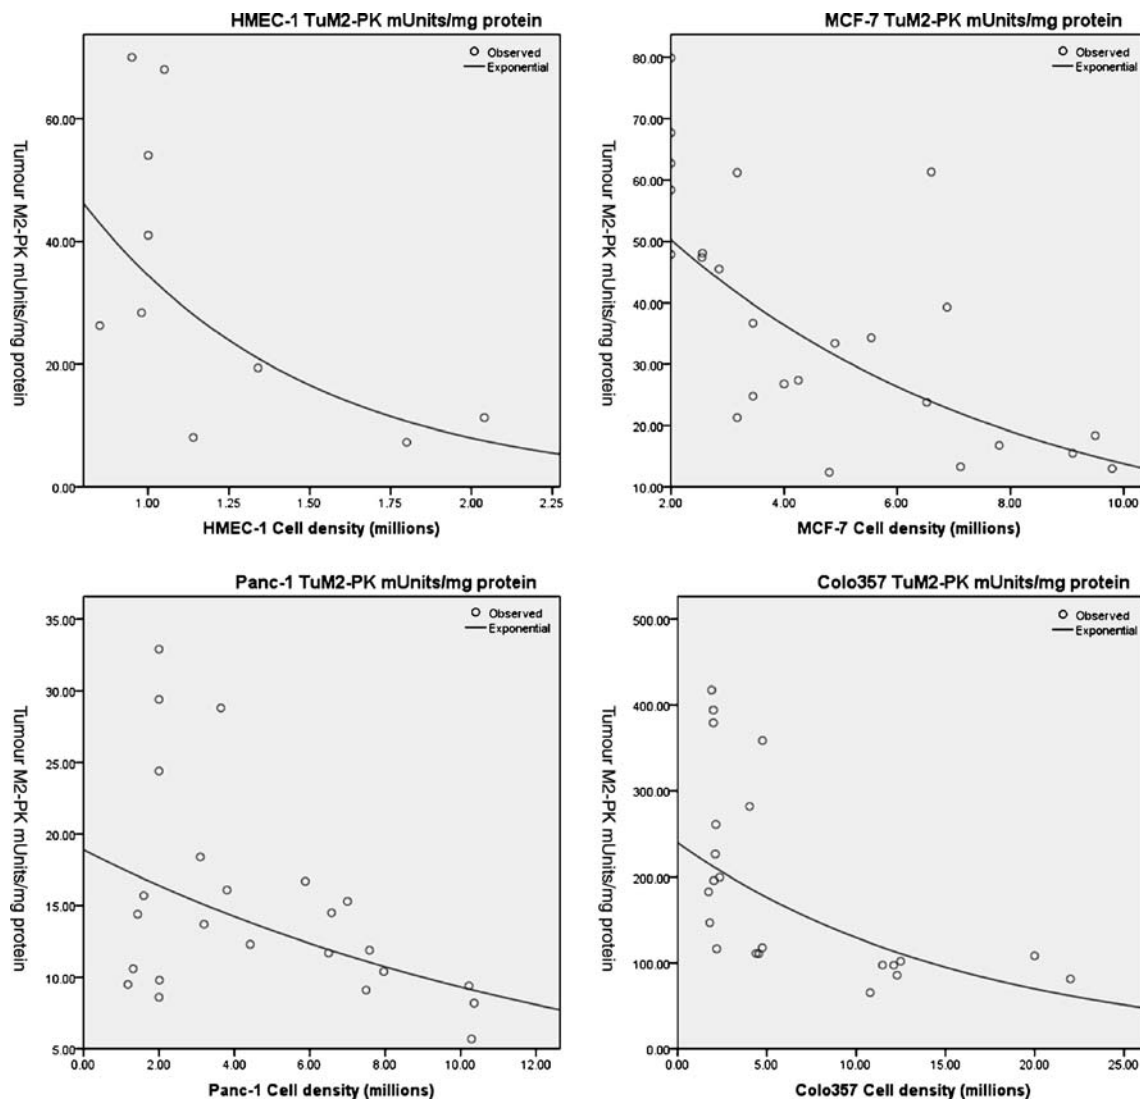 HMEC-1 TuM2-PK mUnits/mg protein
Observed
Exponential
Tumour M2-PK mUnits/mg protein
60.00
40.00
20.00
0.00
1.00 1.25 1.50 1.75 2.00 2.25
HMEC-1 Cell density (millions)
MCF-7 TuM2-PK mUnits/mg protein
Observed
Exponential
Tumour M2-PK mUnits/mg protein
80.00
70.00
60.00
50.00
40.00
30.00
20.00
10.00
2.00 4.00 6.00 8.00 10.00
MCF-7 Cell density (millions)
Panc-1 TuM2-PK mUnits/mg protein
Observed
Exponential
Tumour M2-PK mUnits/mg protein
35.00
30.00
25.00
20.00
15.00
10.00
5.00
0.00 2.00 4.00 6.00 8.00 10.00 12.00
Panc-1 Cell density (millions)
Colo357 TuM2-PK mUnits/mg protein
Observed
Exponential
Tumour M2-PK mUnits/mg protein
500.00
400.00
300.00
200.00
100.00
0.00
0.00 5.00 10.00 15.00 20.00 25.00
Colo357 Cell density (millions)